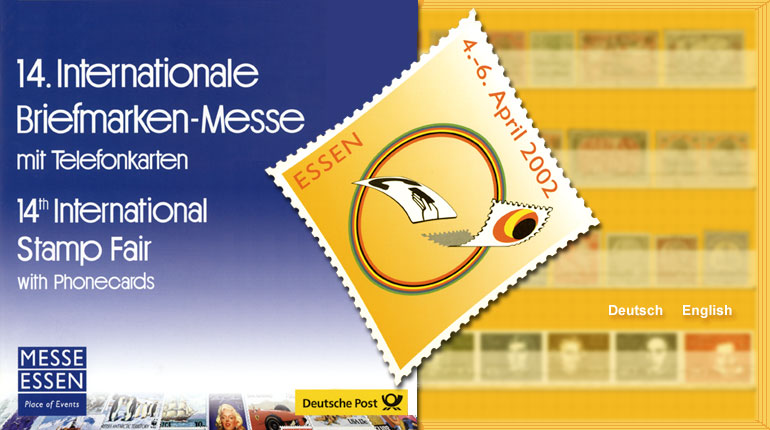 14. Internationale
Briefmarken-Messe
mit Telefonkarten
14th International
Stamp Fair
with Phonecards
ESSEN
4.-6. April 2002
Deutsch English
MESSE
ESSEN
Place of Events
Deutsche Post